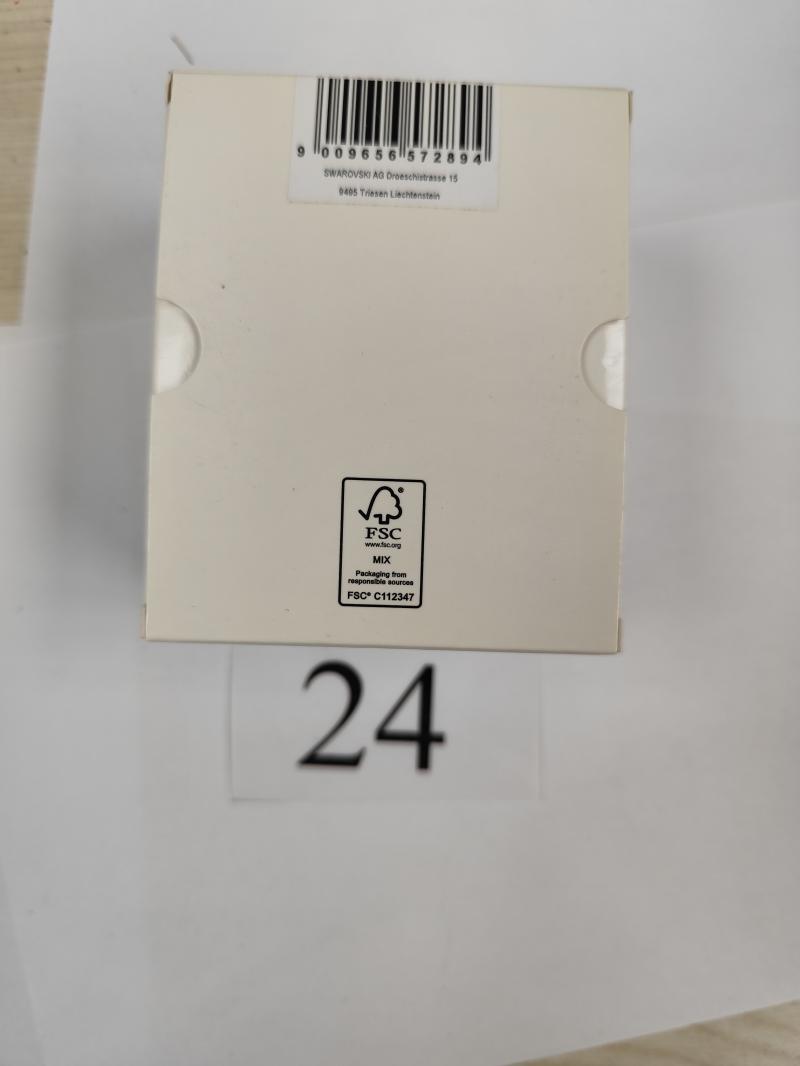 9 009656 572894
SWAROVSKI AG Droeschistrasse 15
9495 Triesen Liechtenstein
®
FSC
www.fsc.org
MIX
Packaging from
responsible sources
FSC® C112347
24